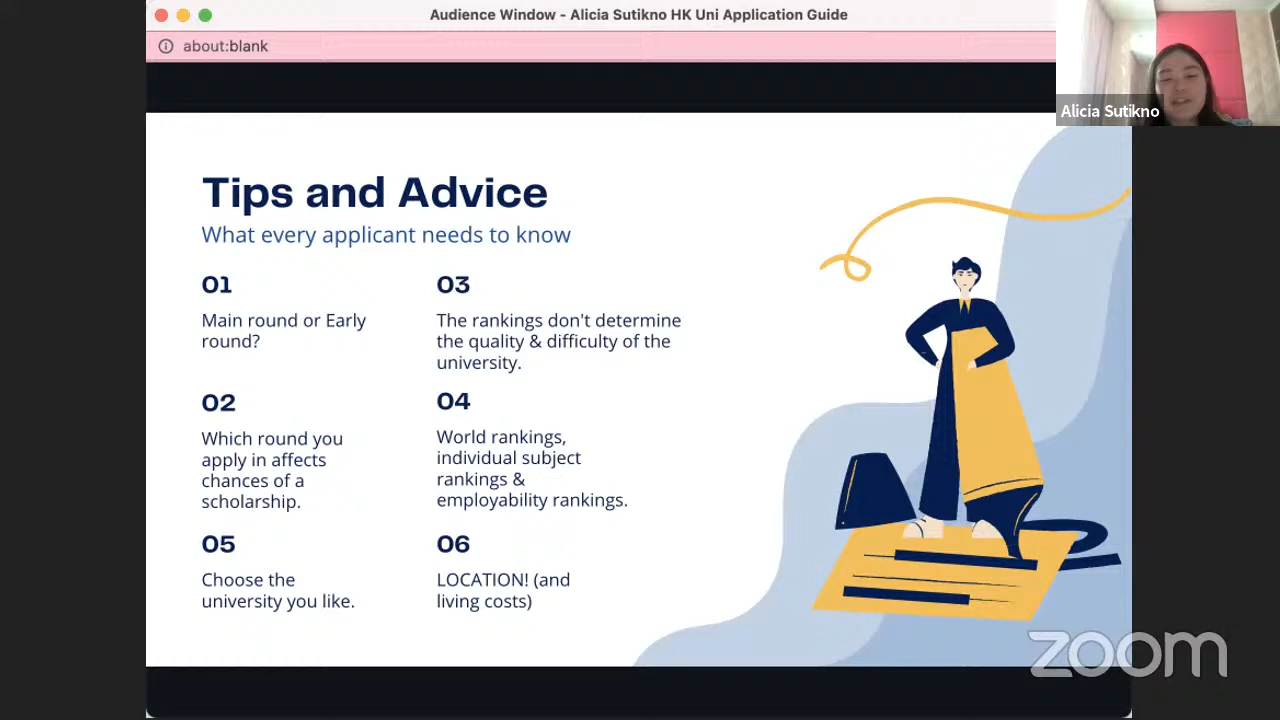 Audience Window - Alicia Sutikno HK Uni Application Guide
about:blank
Alicia Sutikno
Tips and Advice
What every applicant needs to know
01
Main round or Early
round?
02
Which round you
apply in affects
chances of a
scholarship.
03
The rankings don't determine
the quality & difficulty of the
university.
04
World rankings,
individual subject
rankings &
employability rankings.
05
Choose the
university you like.
06
LOCATION! (and
living costs)
zoom